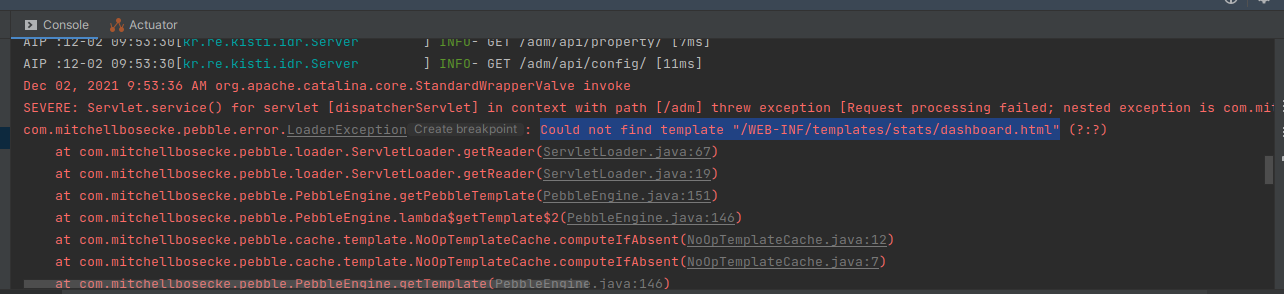 Console Actuator
AIP :12-02 09:53:30[kr.re.kisti.idr.Server        ] INFO- GET /adm/api/property/ [7ms]
AIP :12-02 09:53:30[kr.re.kisti.idr.Server        ] INFO- GET /adm/api/config/ [11ms]
Dec 02, 2021 9:53:36 AM org.apache.catalina.core.StandardWrapperValve invoke
SEVERE: Servlet.service() for servlet [dispatcherServlet] in context with path [/adm] threw exception [Request processing failed; nested exception is com.mit
com.mitchellbosecke.pebble.error.LoaderException Create breakpoint : Could not find template "/WEB-INF/templates/stats/dashboard.html" (?:?)
    at com.mitchellbosecke.pebble.loader.ServletLoader.getReader(ServletLoader.java:67)
    at com.mitchellbosecke.pebble.loader.ServletLoader.getReader(ServletLoader.java:19)
    at com.mitchellbosecke.pebble.PebbleEngine.getPebbleTemplate(PebbleEngine.java:151)
    at com.mitchellbosecke.pebble.PebbleEngine.lambda$getTemplate$2(PebbleEngine.java:146)
    at com.mitchellbosecke.pebble.cache.template.NoOpTemplateCache.computeIfAbsent(NoOpTemplateCache.java:12)
    at com.mitchellbosecke.pebble.cache.template.NoOpTemplateCache.computeIfAbsent(NoOpTemplateCache.java:7)
    at com.mitchellbosecke.pebble.PebbleEngine.getTemplate(PebbleEngine.java:146)